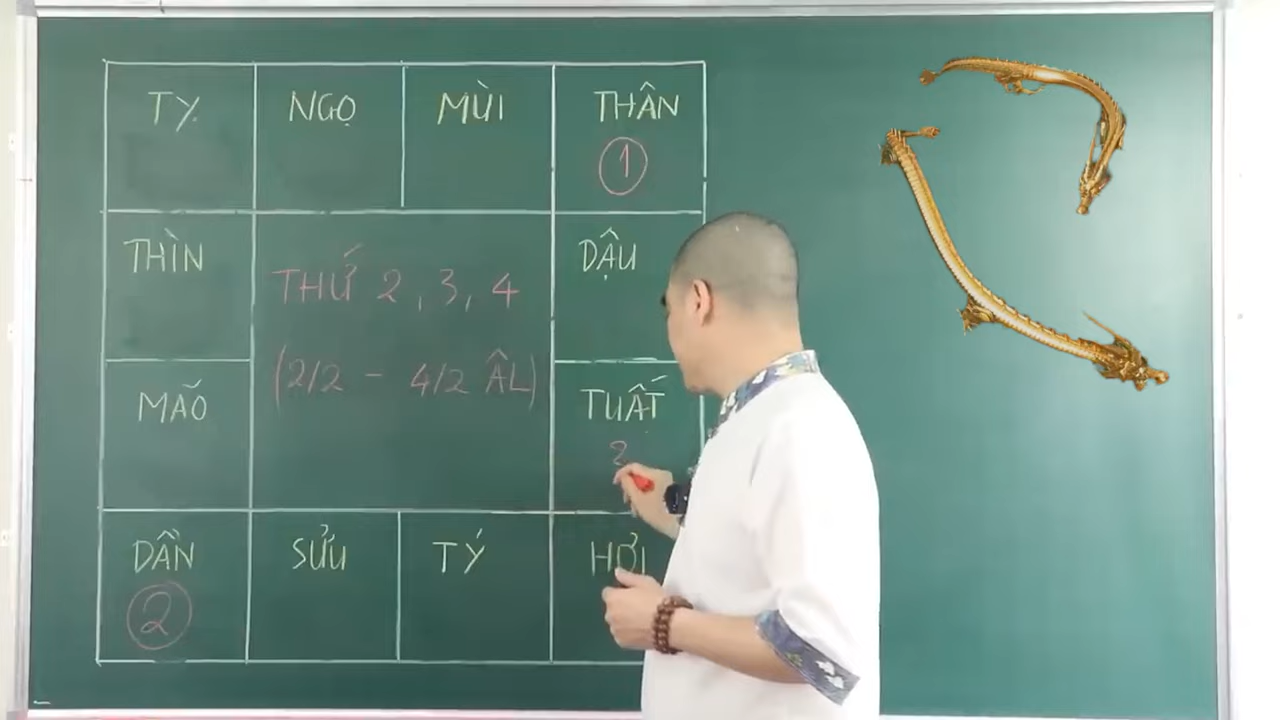 TỴ NGỌ MÙI THÂN
①
THÌN DẬU
THỨ 2, 3, 4
(2/2 - 4/2 ÂL)
MÃO TUẤT
DẦN SỬU TÝ HỢI
②